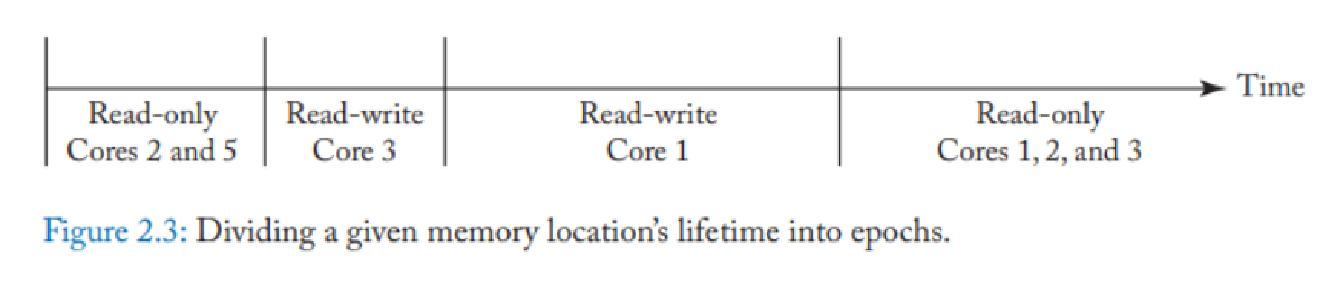 Time
Read-only
Cores 2 and 5
Read-write
Core 3
Read-write
Core 1
Read-only
Cores 1, 2, and 3
Figure 2.3: Dividing a given memory location’s lifetime into epochs.